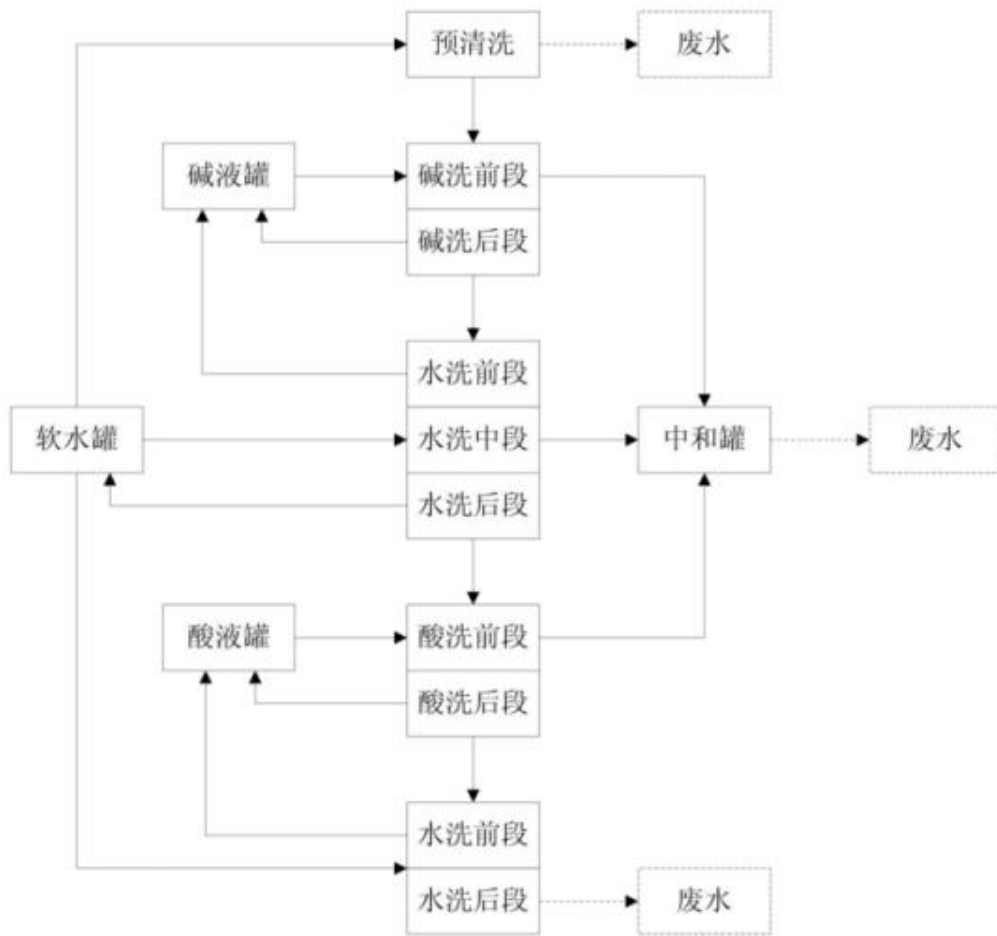 预清洗
废水
碱液罐
碱洗前段
碱洗后段
水洗前段
软水罐
水洗中段
中和罐
废水
水洗后段
酸液罐
酸洗前段
酸洗后段
水洗前段
水洗后段
废水